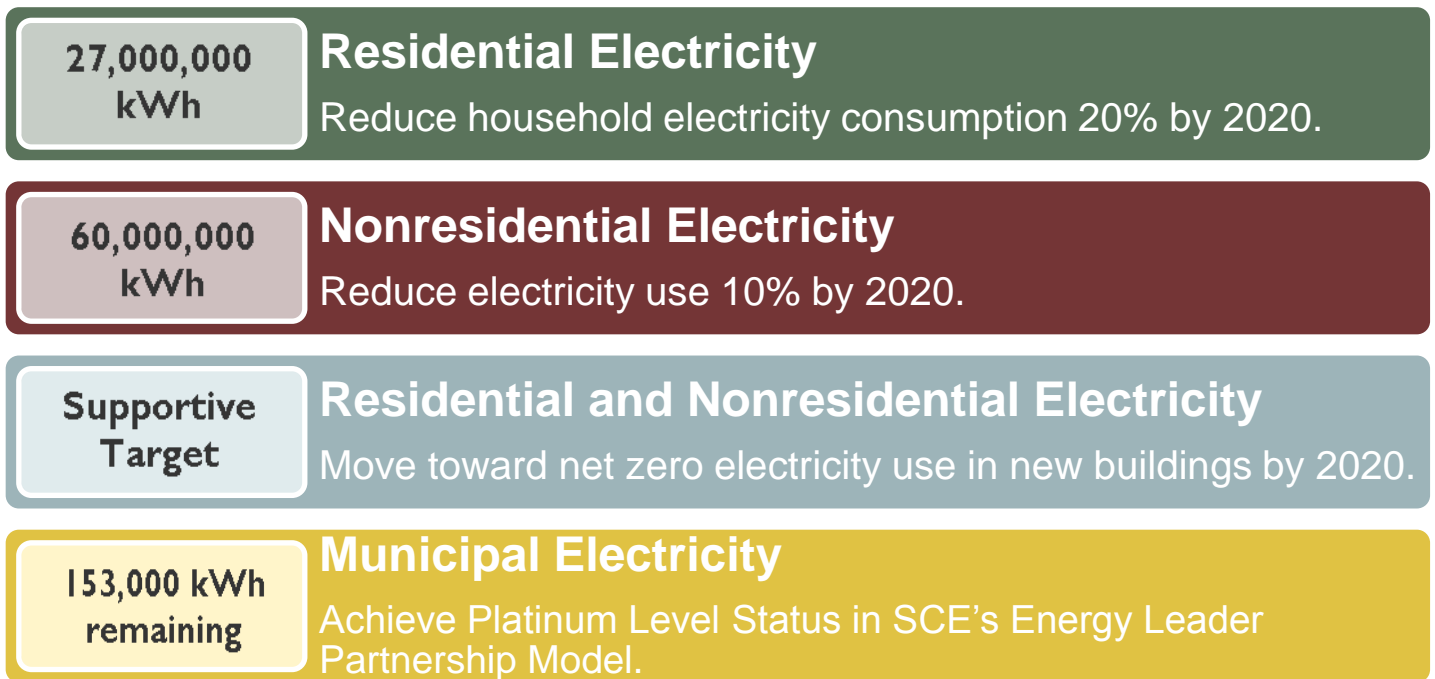 27,000,000
kWh
Residential Electricity
Reduce household electricity consumption 20% by 2020.
60,000,000
kWh
Nonresidential Electricity
Reduce electricity use 10% by 2020.
Supportive
Target
Residential and Nonresidential Electricity
Move toward net zero electricity use in new buildings by 2020.
153,000 kWh
remaining
Municipal Electricity
Achieve Platinum Level Status in SCE’s Energy Leader
Partnership Model.